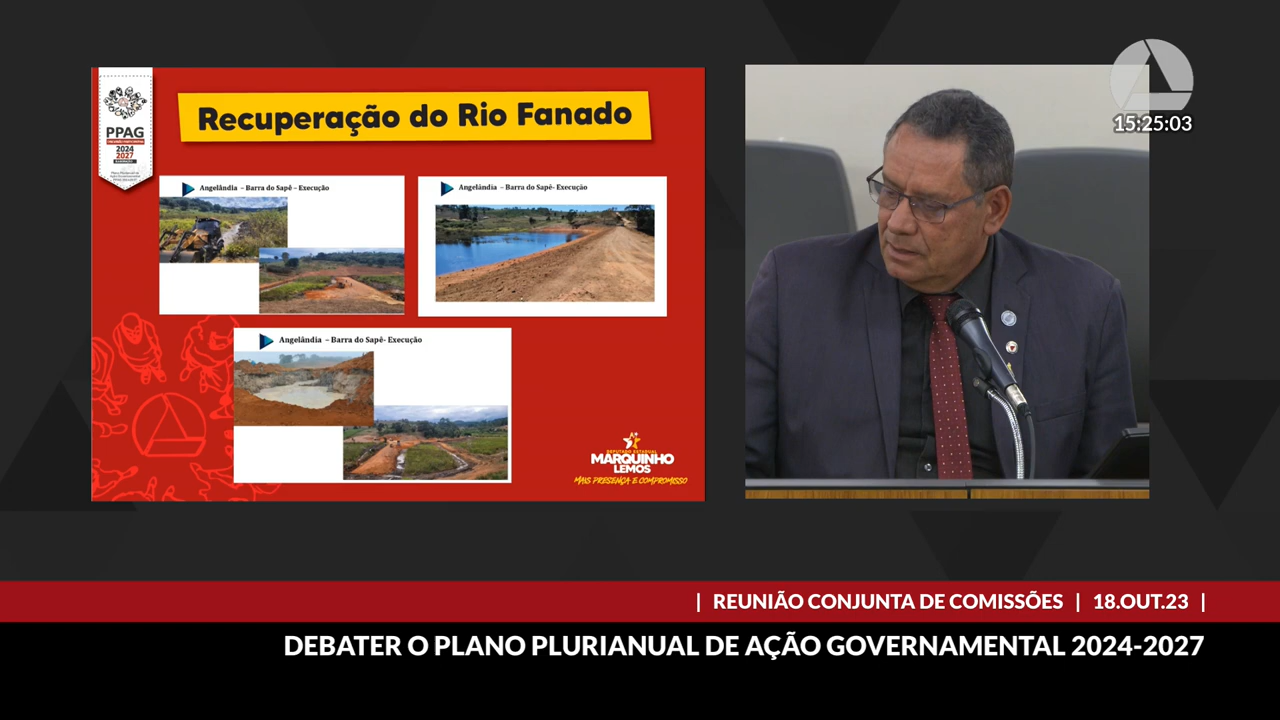 15:25:03
PPAG
2024
2027
Recuperação do Rio Fanado
Angelândia – Barra do Sapê – Execução
Angelândia – Barra do Sapê- Execução
Angelândia – Barra do Sapê- Execução
DEPUTADO ESTADUAL
MARQUINHO
LEMOS
MAIS PRESENÇA E COMPROMISSO
| REUNIÃO CONJUNTA DE COMISSÕES | 18.OUT.23 |
DEBATER O PLANO PLURIANUAL DE AÇÃO GOVERNAMENTAL 2024-2027